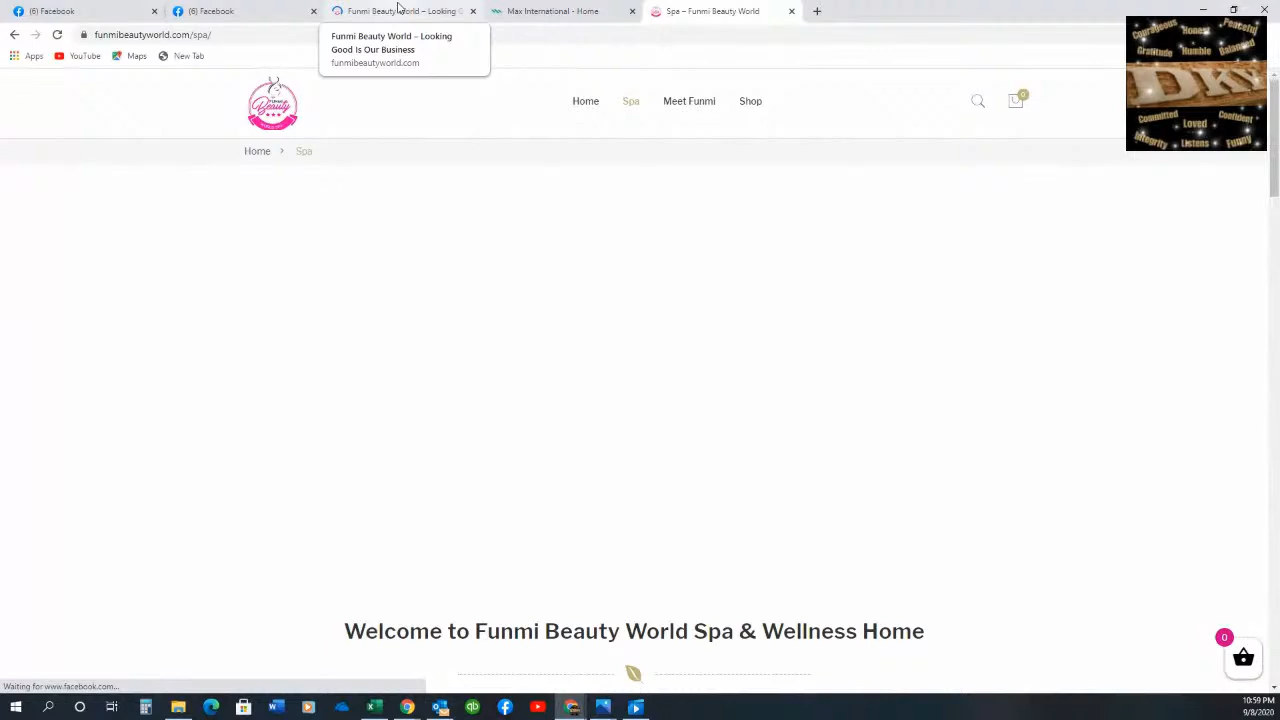 (6) Facebook
(6) Facebook
Funmi Beauty World – Looking G
Max International - Home
Spa – Funmi Beauty World
funmibeautyworld.com/spa/
Apps
YouTube
Maps
New Tab
Funmi Beauty World – Looking
Good Is Our Business
funmibeautyworld.com
Beauty
Home
Spa
Meet Funmi
Shop
0
Home > Spa
Courageous
Honest
Peaceful
Gratitude
Humble
Balanced
DKS
Committed
Loved
Confident
Integrity
Listens
Funny
Welcome to Funmi Beauty World Spa & Wellness Home
0
Waiting for www.facebook.com...
10:59 PM
9/8/2020